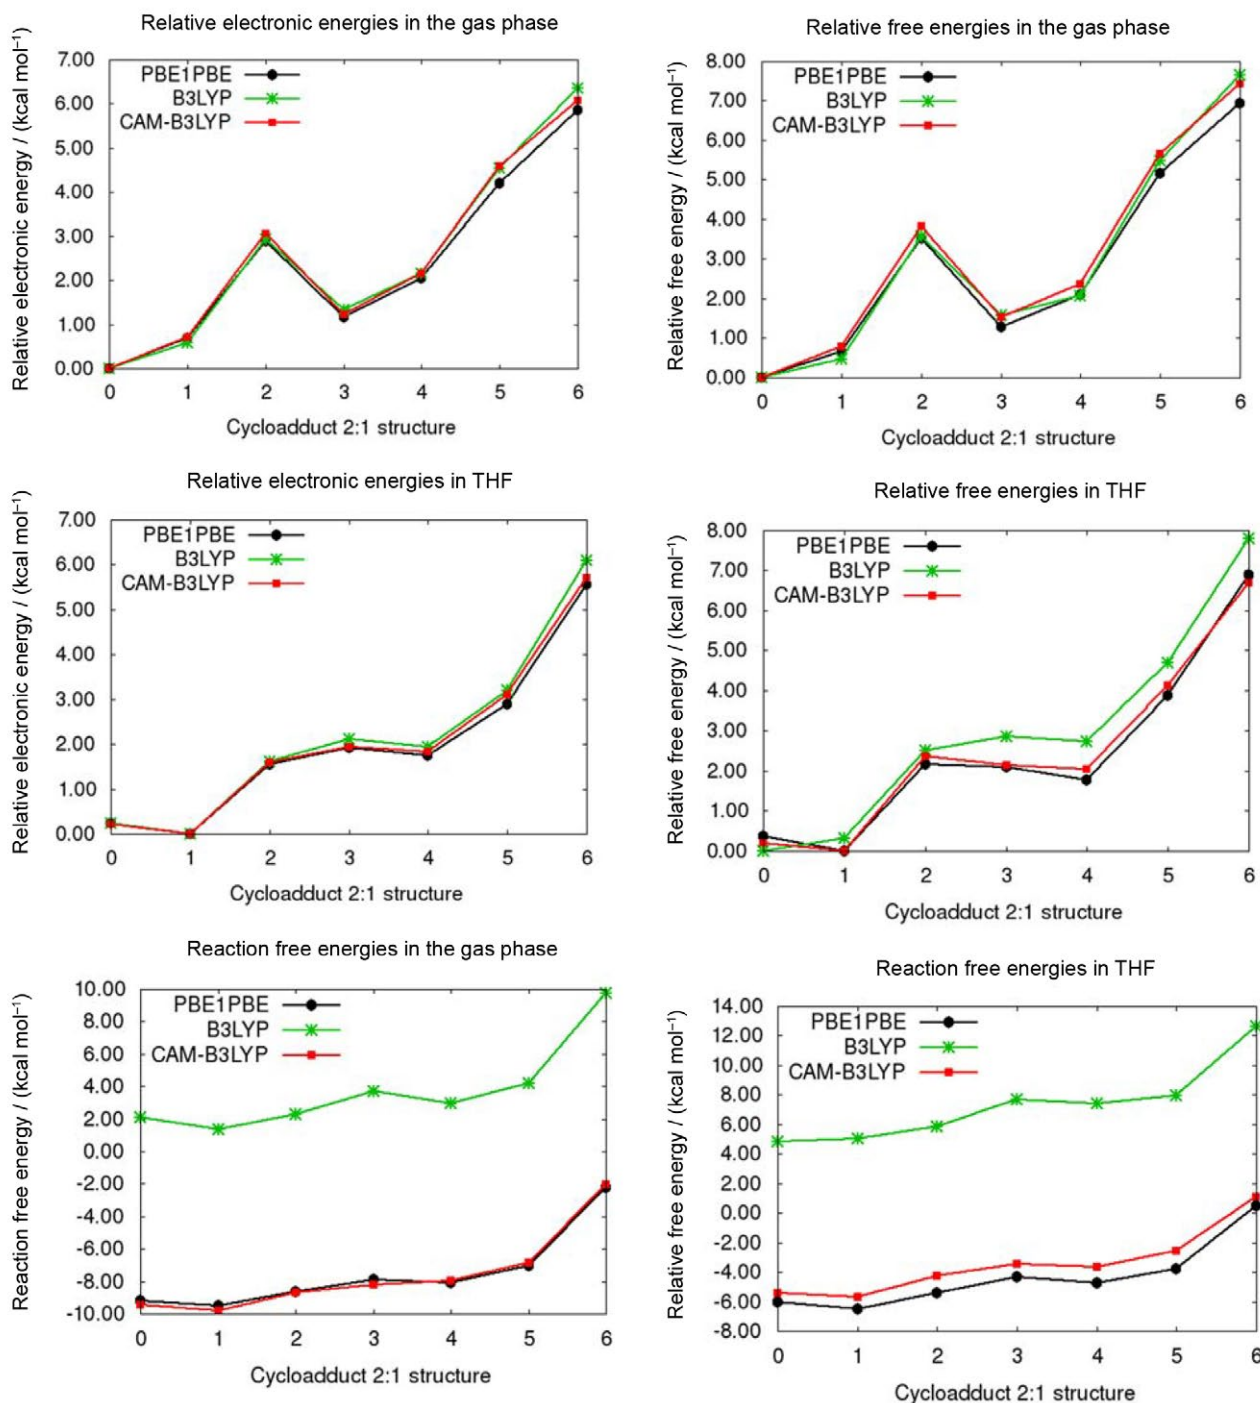 Relative electronic energies in the gas phase
Relative electronic energy / (kcal mol⁻¹)
7.00
6.00
5.00
4.00
3.00
2.00
1.00
0.00
PBE1PBE
B3LYP
CAM-B3LYP
0 1 2 3 4 5 6
Cycloadduct 2:1 structure
Relative free energies in the gas phase
Relative free energy / (kcal mol⁻¹)
8.00
7.00
6.00
5.00
4.00
3.00
2.00
1.00
0.00
PBE1PBE
B3LYP
CAM-B3LYP
0 1 2 3 4 5 6
Cycloadduct 2:1 structure
Relative electronic energies in THF
Relative electronic energy / (kcal mol⁻¹)
7.00
6.00
5.00
4.00
3.00
2.00
1.00
0.00
PBE1PBE
B3LYP
CAM-B3LYP
0 1 2 3 4 5 6
Cycloadduct 2:1 structure
Relative free energies in THF
Relative free energy / (kcal mol⁻¹)
8.00
7.00
6.00
5.00
4.00
3.00
2.00
1.00
0.00
PBE1PBE
B3LYP
CAM-B3LYP
0 1 2 3 4 5 6
Cycloadduct 2:1 structure
Reaction free energies in the gas phase
Reaction free energy / (kcal mol⁻¹)
10.00
8.00
6.00
4.00
2.00
0.00
-2.00
-4.00
-6.00
-8.00
-10.00
PBE1PBE
B3LYP
CAM-B3LYP
0 1 2 3 4 5 6
Cycloadduct 2:1 structure
Reaction free energies in THF
Relative free energy / (kcal mol⁻¹)
14.00
12.00
10.00
8.00
6.00
4.00
2.00
0.00
-2.00
-4.00
-6.00
-8.00
PBE1PBE
B3LYP
CAM-B3LYP
0 1 2 3 4 5 6
Cycloadduct 2:1 structure